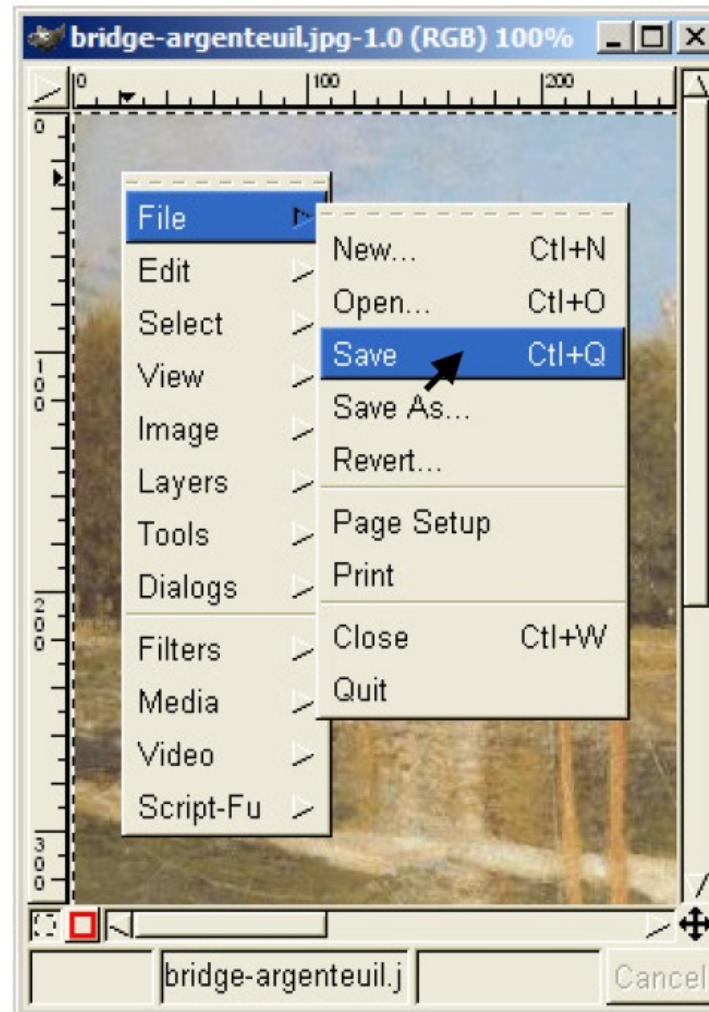 bridge-argenteuil.jpg-1.0 (RGB) 100%
0 100 200
0
100
200
300
File
Edit
Select
View
Image
Layers
Tools
Dialogs
Filters
Media
Video
Script-Fu
New... Ctl+N
Open... Ctl+O
Save Ctl+Q
Save As...
Revert...
Page Setup
Print
Close Ctl+W
Quit
bridge-argenteuil.j
Cancel